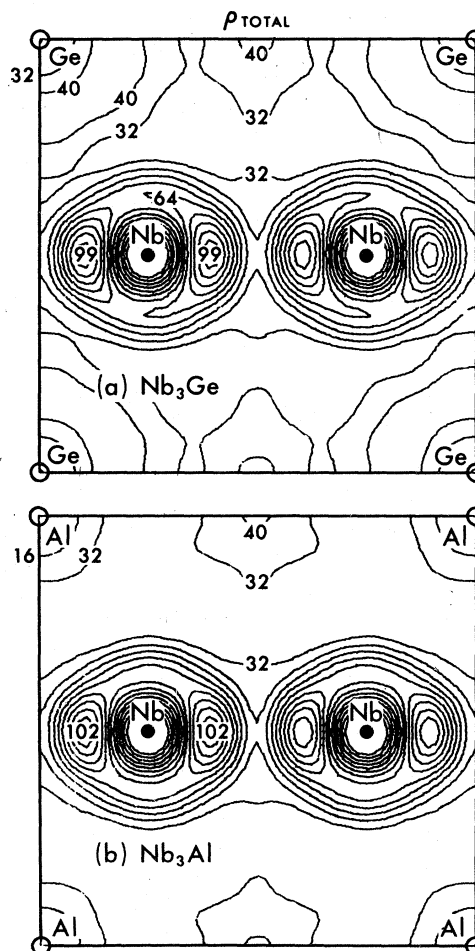 ρ TOTAL
Ge 40 Ge
32 40 40 32 32
32
64
Nb Nb
99 99
(a) Nb₃Ge
Ge Ge
Al 40 Al
16 32 32
32
Nb Nb
102 102
(b) Nb₃Al
Al Al